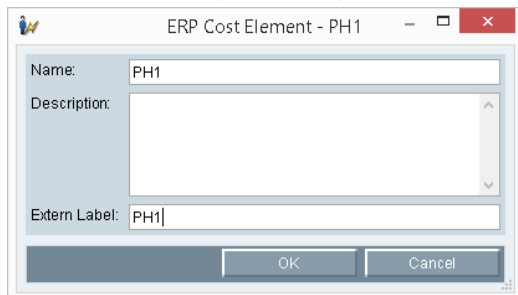 ERP Cost Element - PH1
Name: PH1
Description:
Extern Label: PH1
OK Cancel